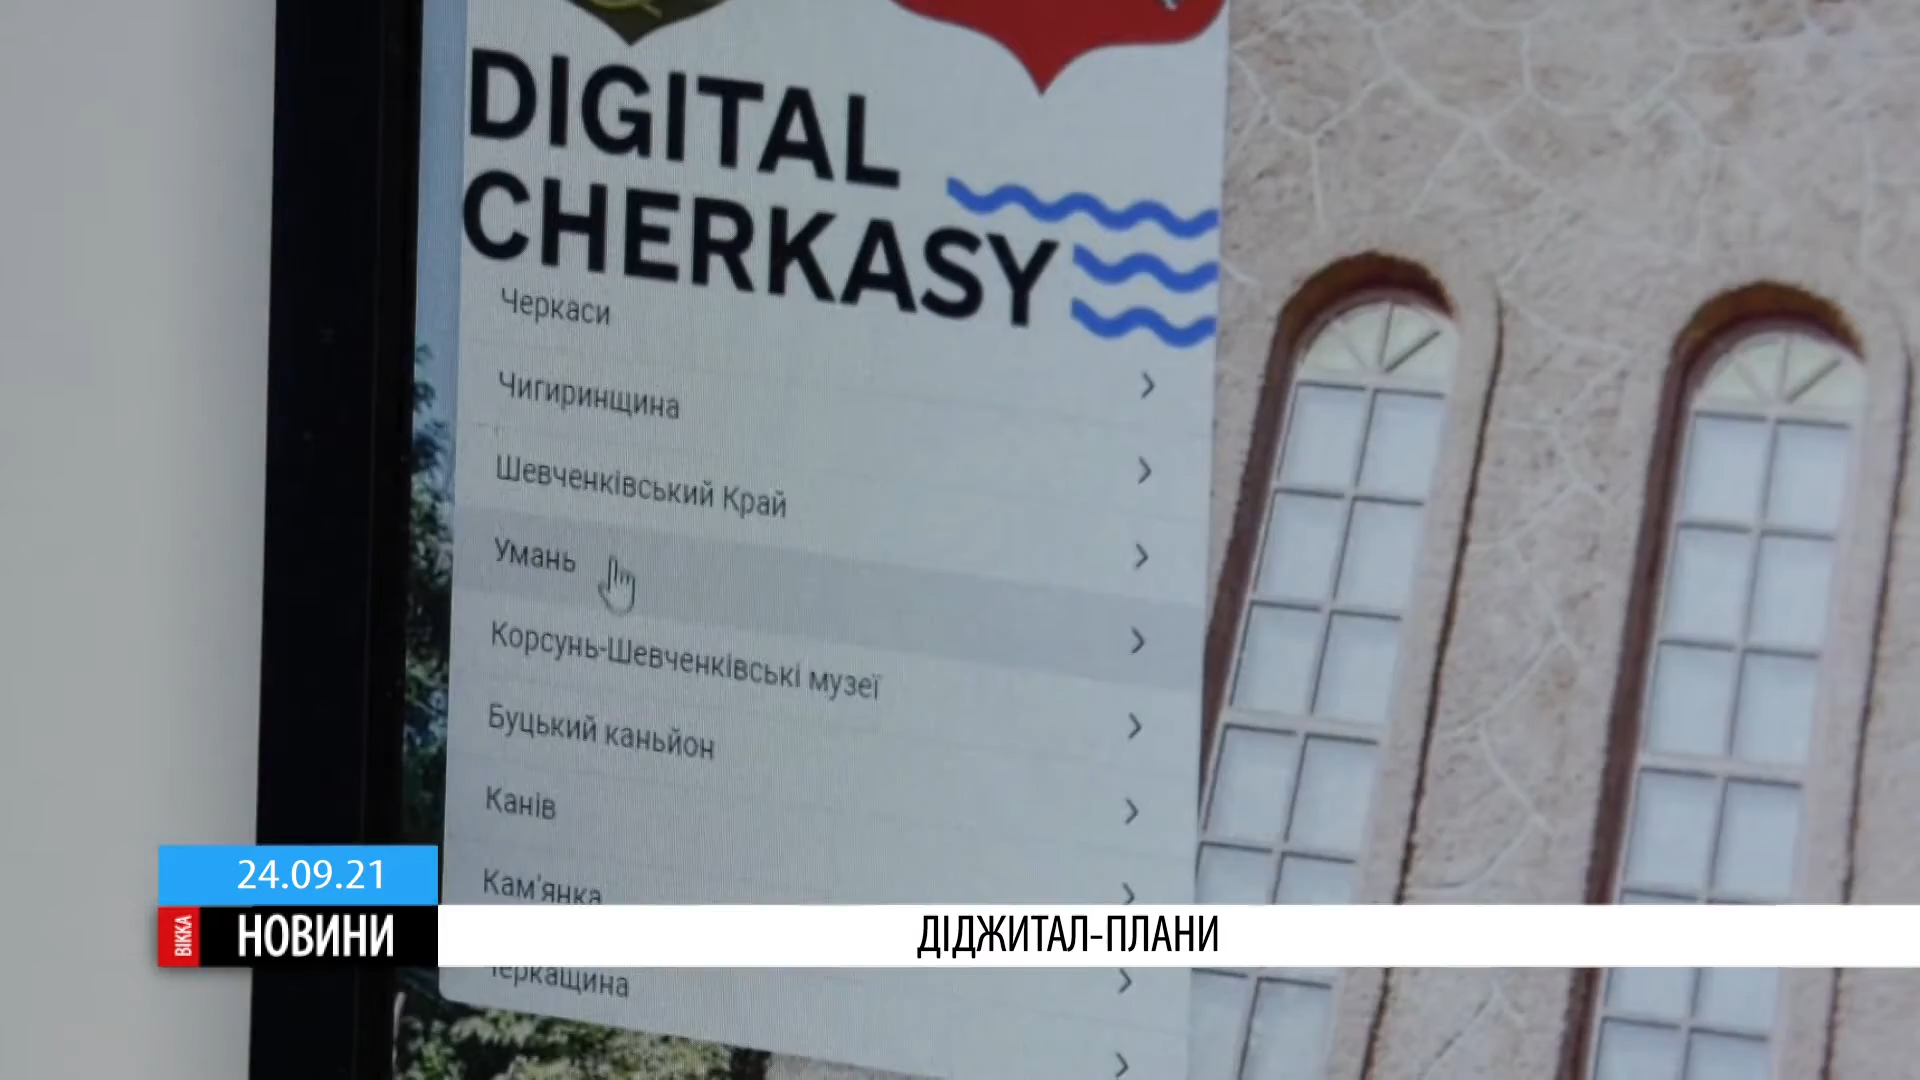 DIGITAL
CHERKASY
Черкаси
Чигиринщина
Шевченківський Край
Умань
Корсунь-Шевченківські музеї
Буцький каньйон
Канів
Кам'янка
Черкащина
24.09.21
ВІККА
НОВИНИ
ДІДЖИТАЛ-ПЛАНИ